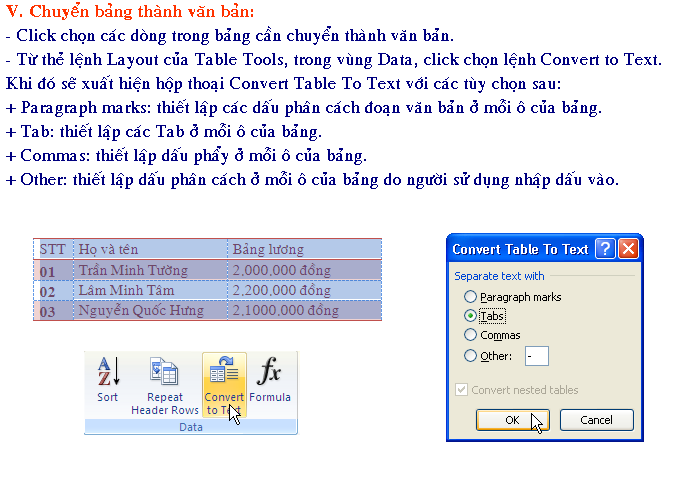 V. Chuyển bảng thành văn bản:
- Click chọn các dòng trong bảng cần chuyển thành văn bản.
- Từ thẻ lệnh Layout của Table Tools, trong vùng Data, click chọn lệnh Convert to Text.
Khi đó sẽ xuất hiện hộp thoại Convert Table To Text với các tùy chọn sau:
+ Paragraph marks: thiết lập các dấu phân cách đoạn văn bản ở mỗi ô của bảng.
+ Tab: thiết lập các Tab ở mỗi ô của bảng.
+ Commas: thiết lập dấu phẩy ở mỗi ô của bảng.
+ Other: thiết lập dấu phân cách ở mỗi ô của bảng do người sử dụng nhập dấu vào.
STT Họ và tên Bảng lương
01 Trần Minh Tường 2,000,000 đồng
02 Lâm Minh Tâm 2,200,000 đồng
03 Nguyễn Quốc Hưng 2,1000,000 đồng
A
Z
fx
Sort Repeat Header Rows Convert to Text Formula
Data
Convert Table To Text
Separate text with
Paragraph marks
Tabs
Commas
Other: -
Convert nested tables
OK Cancel